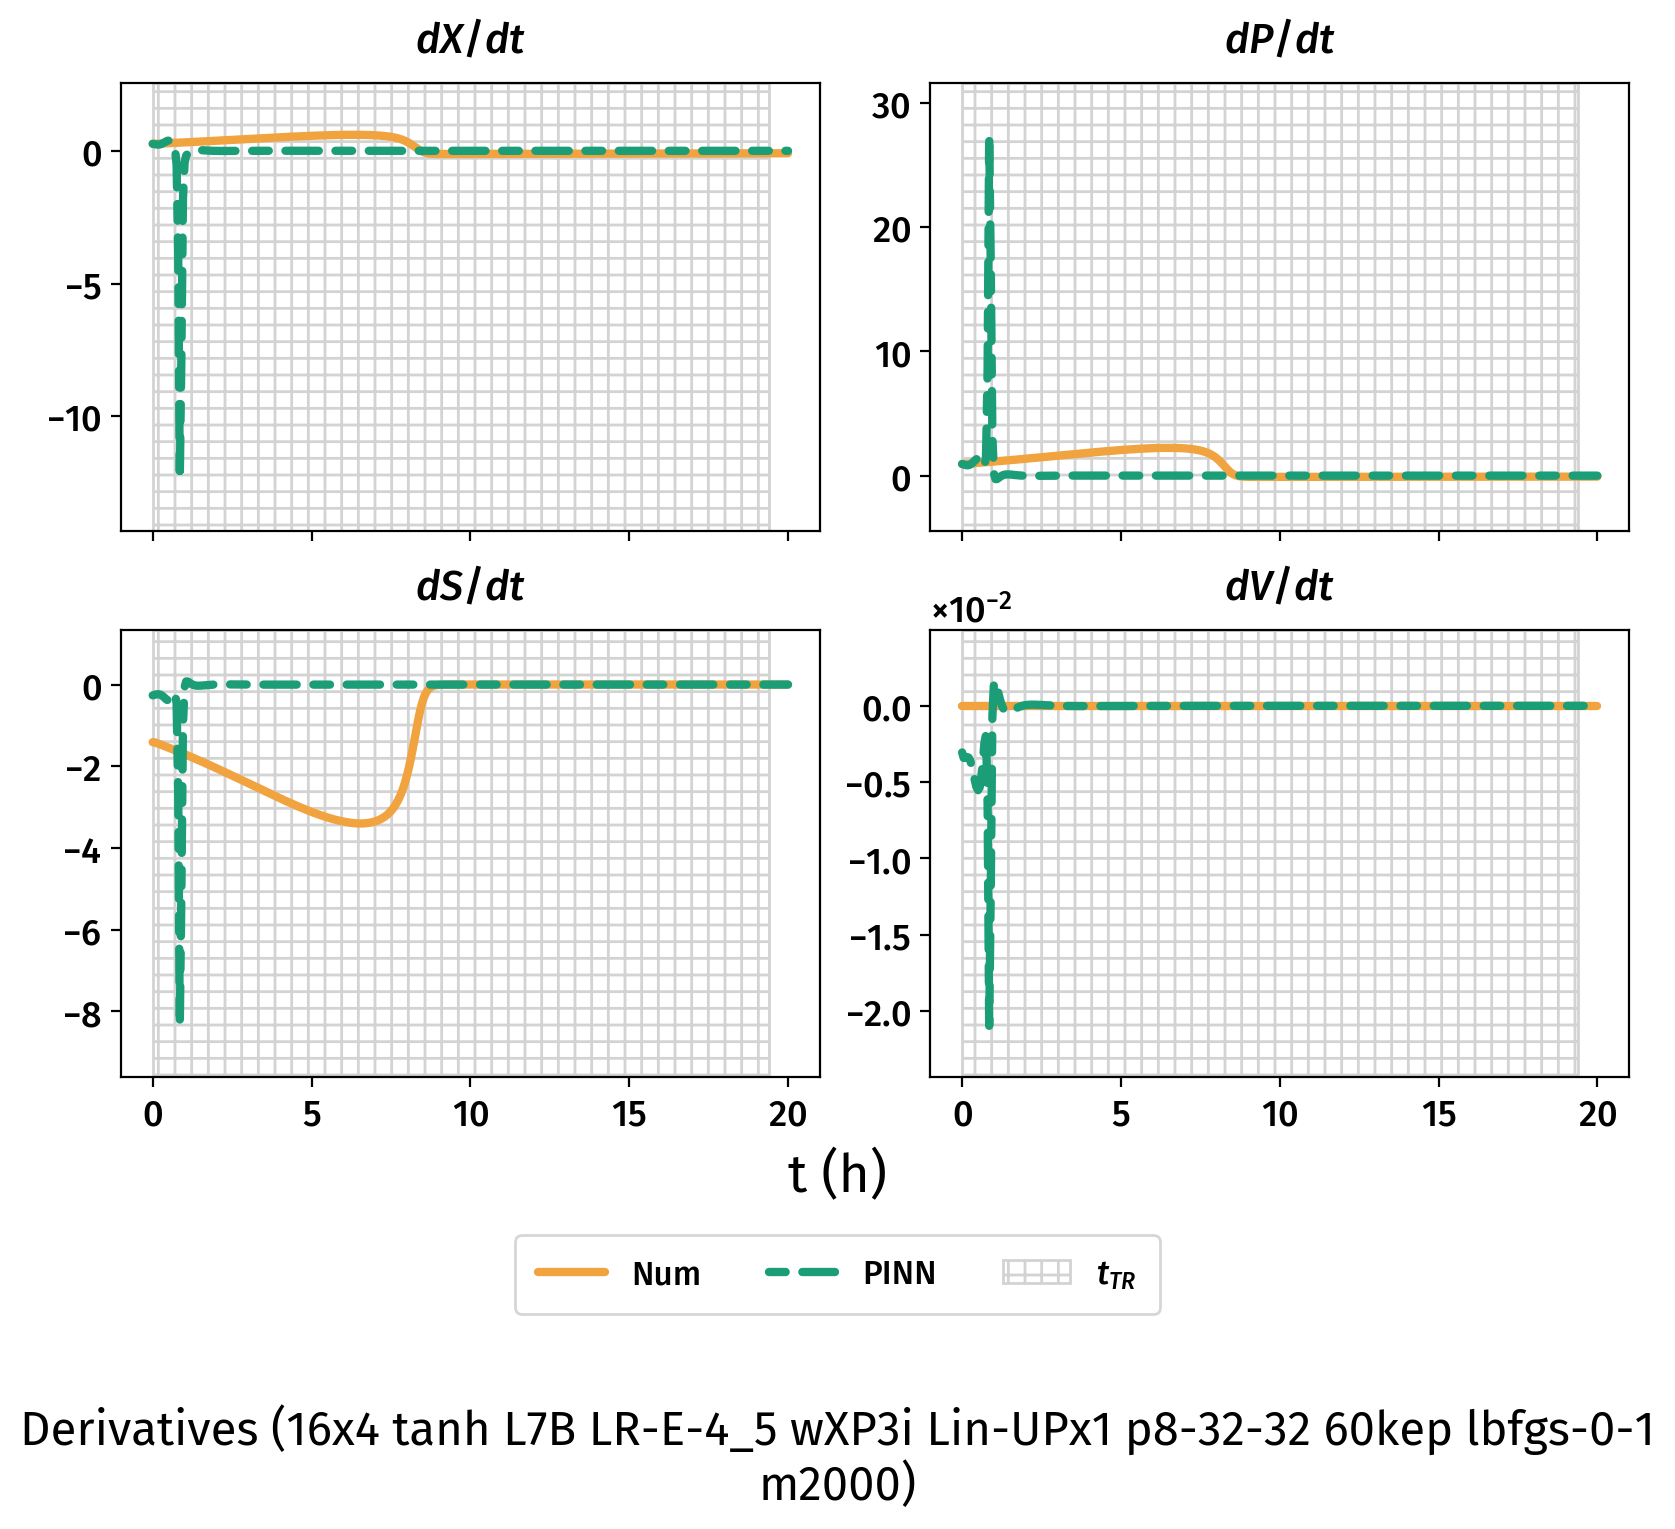 dX/dt
dP/dt
0
−5
−10
30
20
10
0
dS/dt
dV/dt
×10⁻²
0
−2
−4
−6
−8
0.0
−0.5
−1.0
−1.5
−2.0
0 5 10 15 20
0 5 10 15 20
t (h)
Num PINN t_TR
Derivatives (16x4 tanh L7B LR-E-4_5 wXP3i Lin-UPx1 p8-32-32 60kep lbfgs-0-1
m2000)